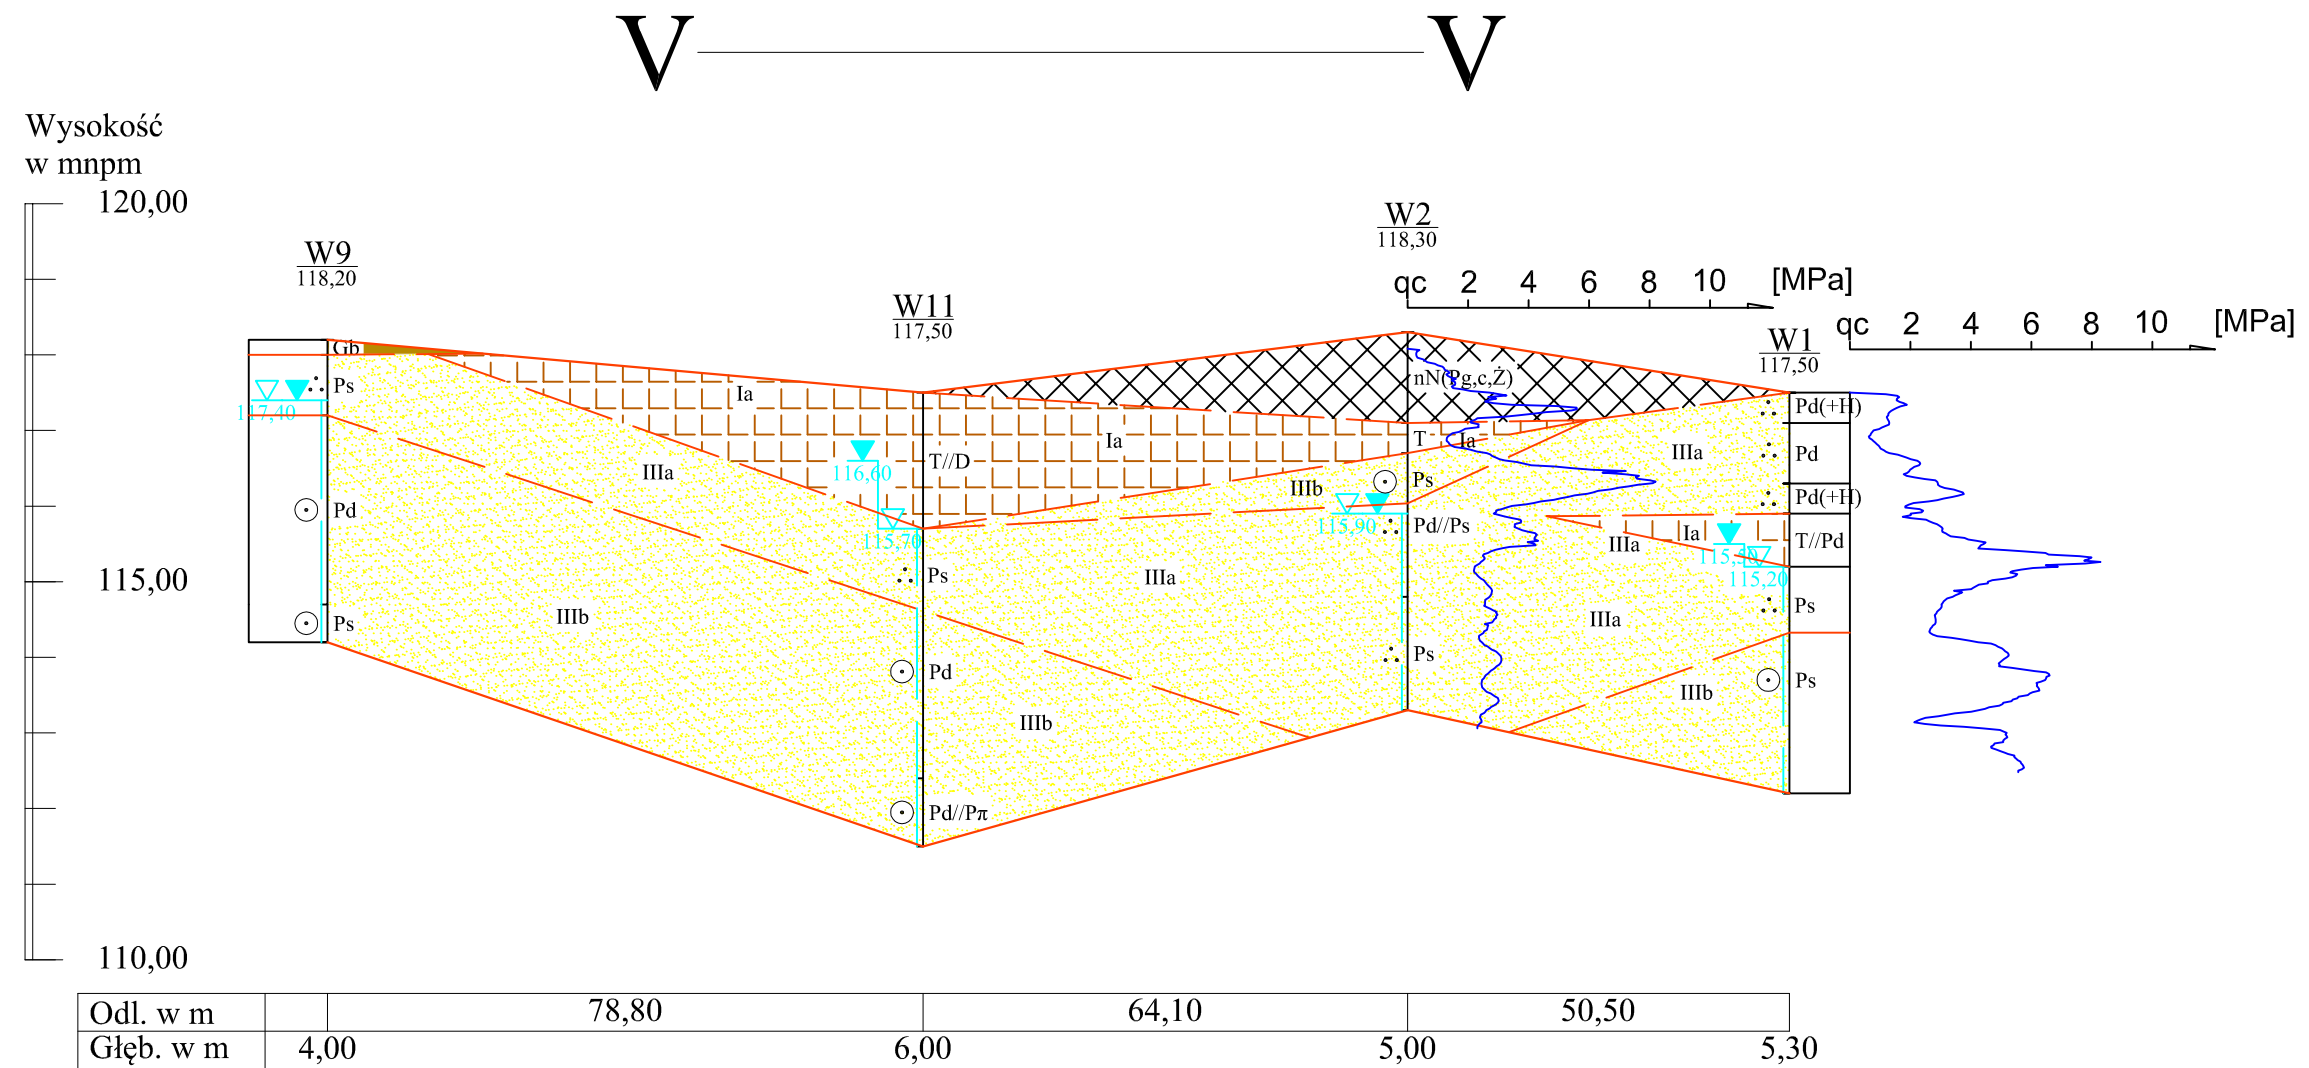 V V
Wysokość
w mnpm
120,00
115,00
110,00
W9
118,20
W11
117,50
W2
118,30
W1
117,50
qc 2 4 6 8 10 [MPa]
qc 2 4 6 8 10 [MPa]
Gb
Ps
117,40
Pd
Ps
IIIa
IIIb
Ia
116,60
115,70
T//D
Ps
Pd
Pd//Pπ
Ia
IIIb
IIIa
IIIb
115,90
nN(Pg,c,Ż)
T
Ia
Ps
Pd//Ps
Ps
IIIa
Ia
IIIa
IIIa
IIIb
115,20
Pd(+H)
Pd
Pd(+H)
T//Pd
Ps
Ps
Odl. w m 78,80 64,10 50,50
Głęb. w m 4,00 6,00 5,00 5,30